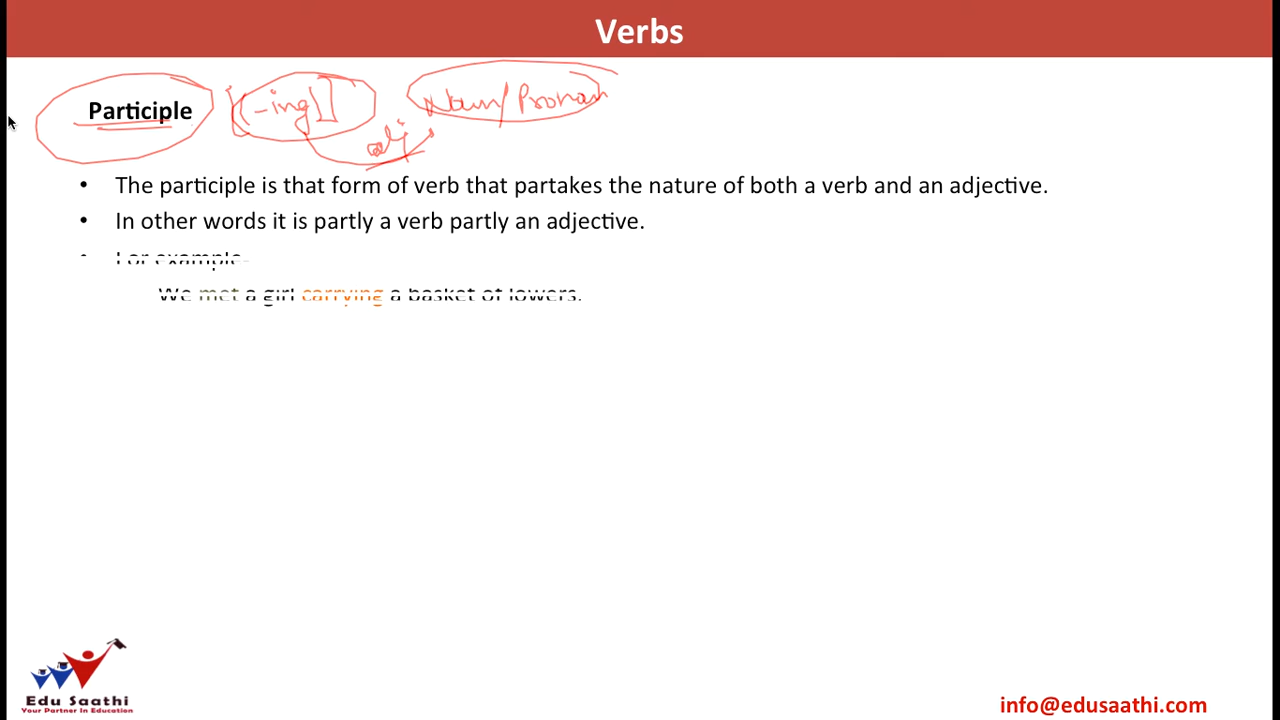 Verbs
Participle [-ing] Noun/Pronoun
adj
• The participle is that form of verb that partakes the nature of both a verb and an adjective.
• In other words it is partly a verb partly an adjective.
• For example-
We met a girl carrying a basket of lowers.
Edu Saathi
Your Partner In Education
info@edusaathi.com